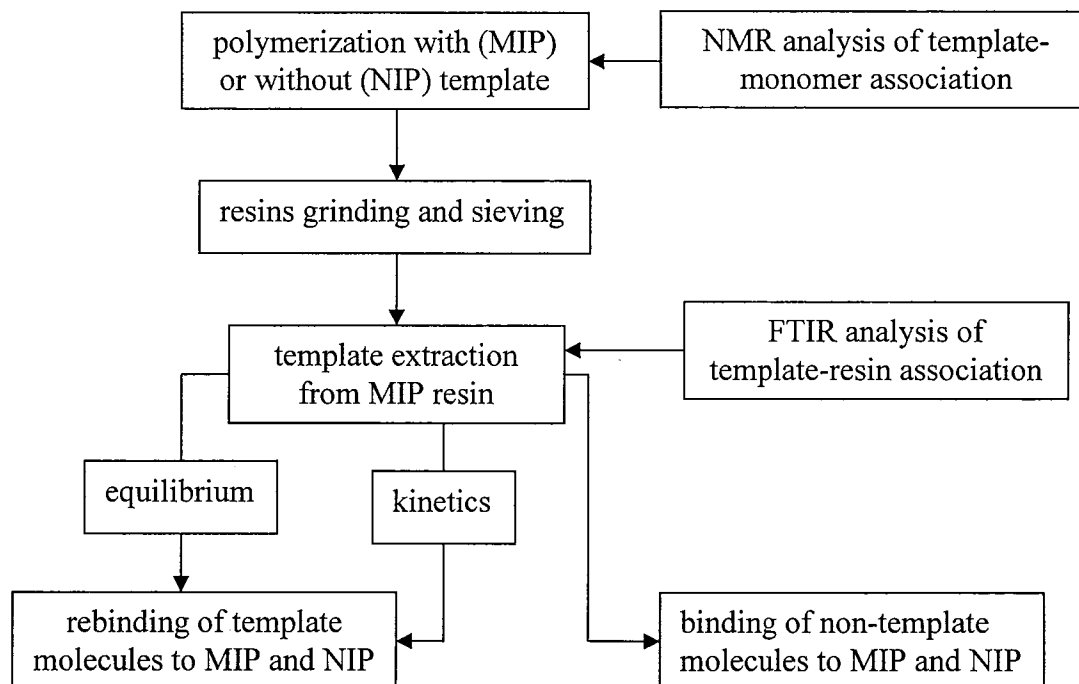 polymerization with (MIP)
or without (NIP) template
NMR analysis of template-
monomer association
resins grinding and sieving
template extraction
from MIP resin
FTIR analysis of
template-resin association
equilibrium
kinetics
rebinding of template
molecules to MIP and NIP
binding of non-template
molecules to MIP and NIP